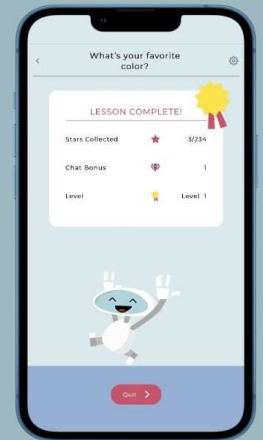 What's your favorite
color?
LESSON COMPLETE!
Stars Collected 3/234
Chat Bonus 1
Level Level 1
Quit